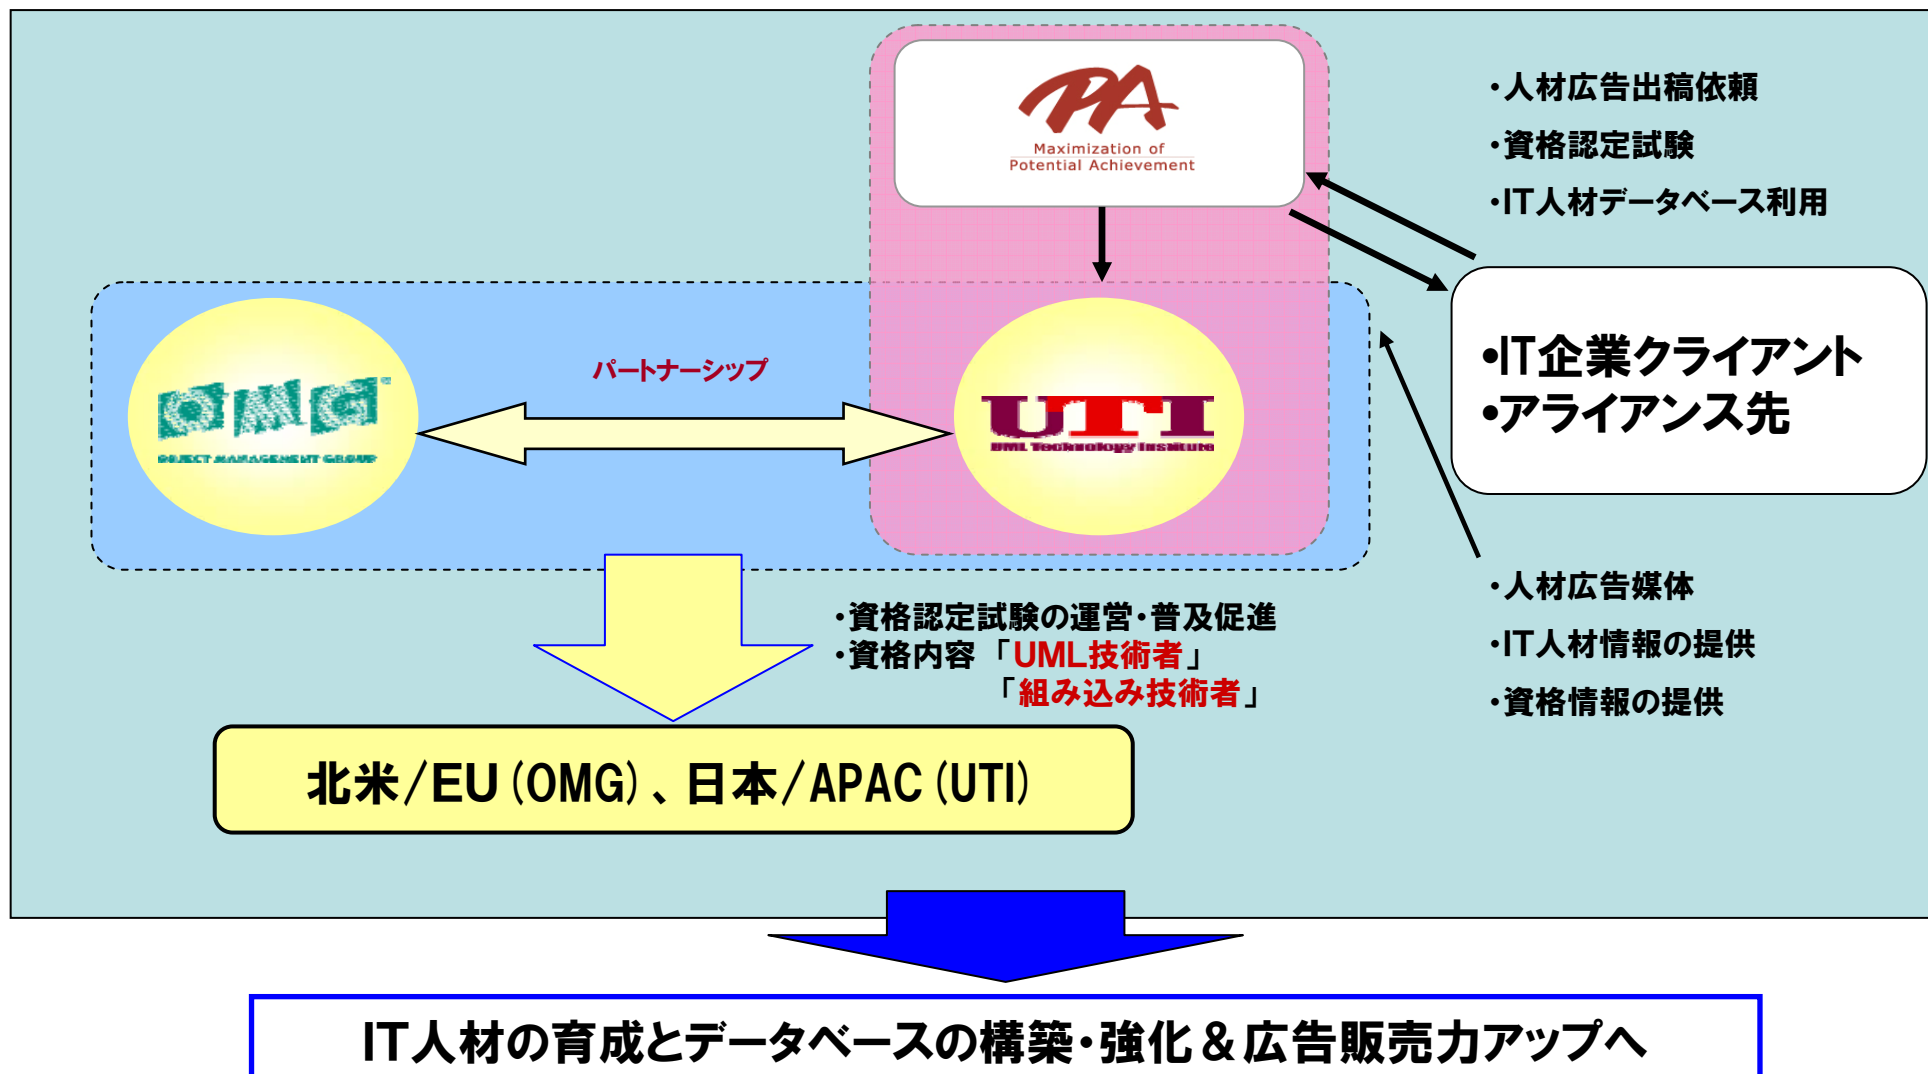 PA
Maximization of
Potential Achievement
・人材広告出稿依頼
・資格認定試験
・IT人材データベース利用
パートナーシップ
OMG
OBJECT MANAGEMENT GROUP
UTI
UML Technology Institute
•IT企業クライアント
•アライアンス先
・資格認定試験の運営・普及促進
・資格内容「UML技術者」
「組み込み技術者」
・人材広告媒体
・IT人材情報の提供
・資格情報の提供
北米/EU(OMG)、日本/APAC(UTI)
IT人材の育成とデータベースの構築・強化&広告販売力アップへ